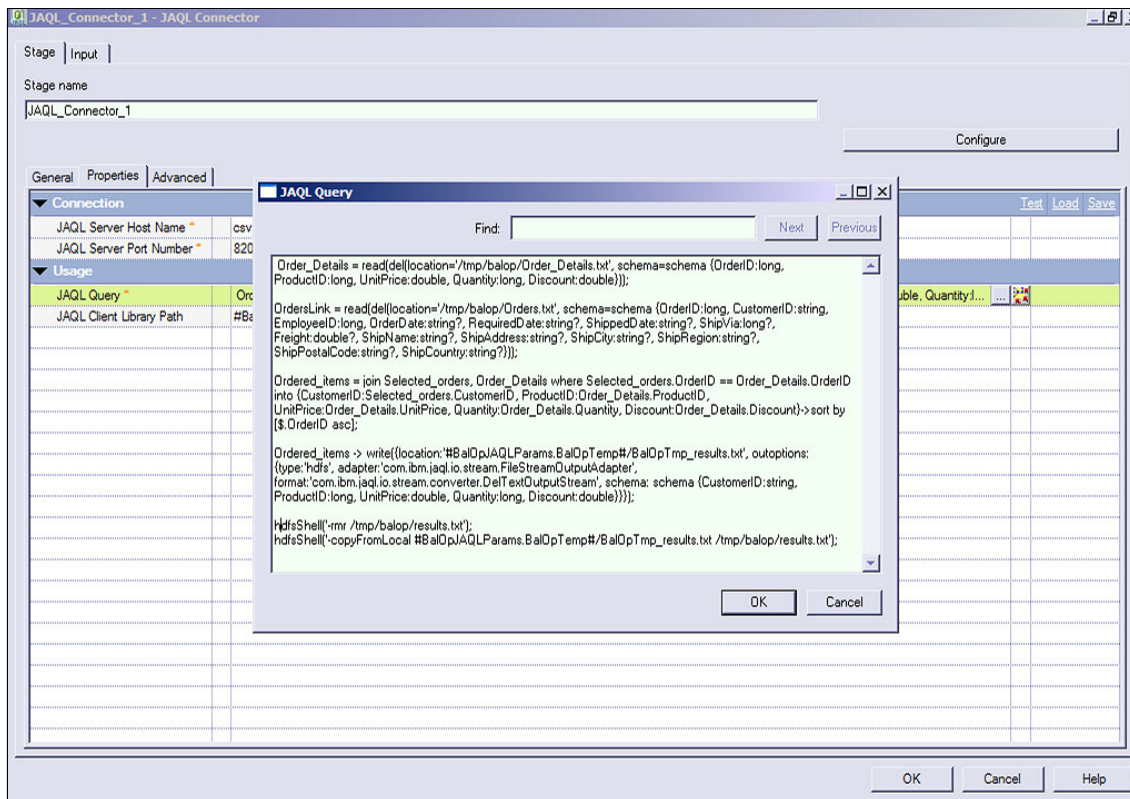 JAQL_Connector_1 - JAQL Connector
Stage
Input
Stage name
JAQL_Connector_1
Configure
General
Properties
Advanced
Connection
Test
Load
Save
JAQL Server Host Name *
csv
JAQL Server Port Number *
820
Usage
JAQL Query *
Orc
uble, Quantity:l...
...
JAQL Client Library Path
#Ba
JAQL Query
Find:
Next
Previous
Order_Details = read(del(location='/tmp/balop/Order_Details.txt', schema=schema {OrderID:long,
ProductID:long, UnitPrice:double, Quantity:long, Discount:double}));
OrdersLink = read(del(location='/tmp/balop/Orders.txt', schema=schema {OrderID:long, CustomerID:string,
EmployeeID:long, OrderDate:string?, RequiredDate:string?, ShippedDate:string?, ShipVia:long?,
Freight:double?, ShipName:string?, ShipAddress:string?, ShipCity:string?, ShipRegion:string?,
ShipPostalCode:string?, ShipCountry:string?}));
Ordered_items = join Selected_orders, Order_Details where Selected_orders.OrderID == Order_Details.OrderID
into {CustomerID:Selected_orders.CustomerID, ProductID:Order_Details.ProductID,
UnitPrice:Order_Details.UnitPrice, Quantity:Order_Details.Quantity, Discount:Order_Details.Discount}->sort by
[$.OrderID asc];
Ordered_items -> write({location:'#BalOpJAQLParams.BalOpTemp#/BalOpTmp_results.txt', outoptions:
{type:'hdfs', adapter:'com.ibm.jaql.io.stream.FileStreamOutputAdapter',
format:'com.ibm.jaql.io.stream.converter.DelTextOutputStream', schema: schema {CustomerID:string,
ProductID:long, UnitPrice:double, Quantity:long, Discount:double}}});
hdfsShell('-rmr /tmp/balop/results.txt');
hdfsShell('-copyFromLocal #BalOpJAQLParams.BalOpTemp#/BalOpTmp_results.txt /tmp/balop/results.txt');
OK
Cancel
OK
Cancel
Help